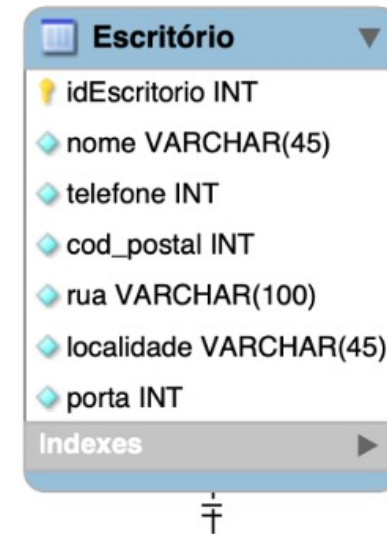 Escritório
idEscritorio INT
nome VARCHAR(45)
telefone INT
cod_postal INT
rua VARCHAR(100)
localidade VARCHAR(45)
porta INT
Indexes